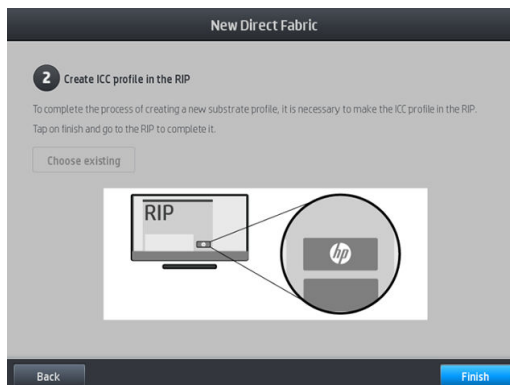 New Direct Fabric
2 Create ICC profile in the RIP
To complete the process of creating a new substrate profile, it is necessary to make the ICC profile in the RIP.
Tap on finish and go to the RIP to complete it.
Choose existing
RIP
hp
Back
Finish